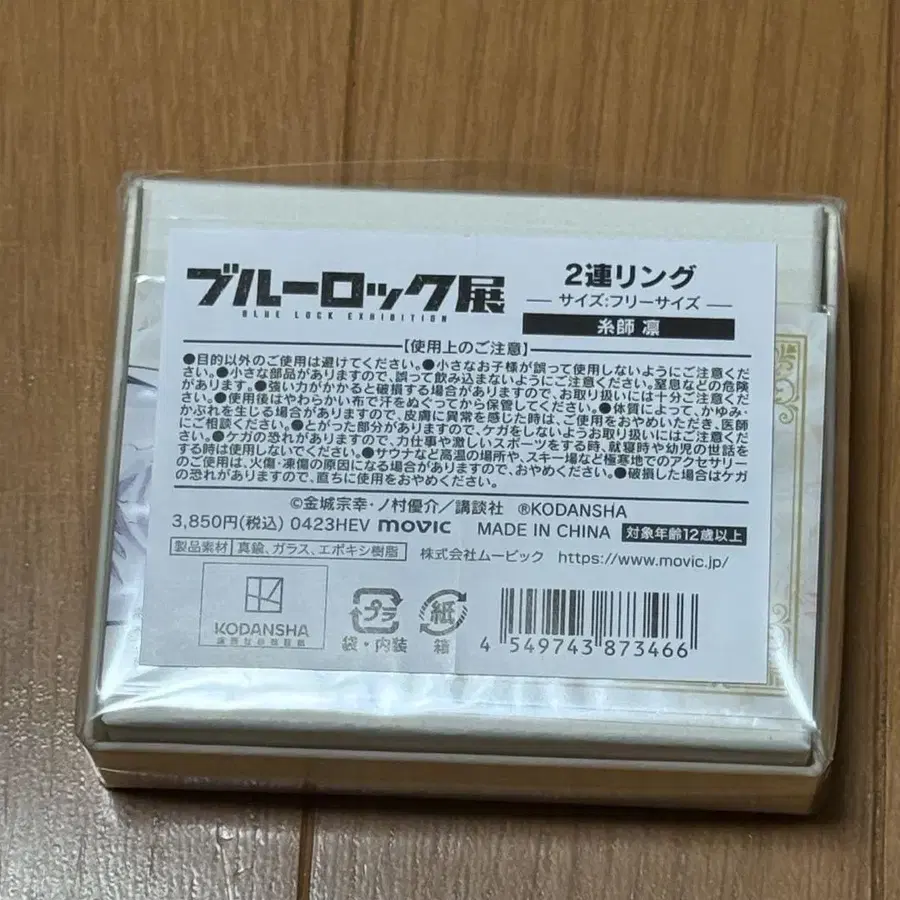 ブルーロック展
BLUE LOCK EXHIBITION
2連リング
サイズ:フリーサイズ
糸師 凛
【使用上のご注意】
●目的以外のご使用は避けてください。●小さなお子様が誤って使用しないようにご注意くだ
さい。●小さな部品がありますので、誤って飲み込まないようにご注意ください。窒息などの危険
があります。●強い力がかかると破損する場合がありますので、お取り扱いには十分ご注意くだ
さい。●使用後はやわらかい布で汗をぬぐってから保管してください。●体質によって、かゆみ・
かぶれを生じる場合がありますので、皮膚に異常を感じた時は、ご使用をおやめいただき、医師
にご相談ください。●とがった部分がありますので、ケガをしないようお取り扱いにはご注意くだ
さい。●ケガの恐れがありますので、力仕事や激しいスポーツをする時、就寝時や幼児の世話を
する時は使用しないでください。●サウナなど高温の場所や、スキー場など極寒地でのアクセサリー
のご使用は、火傷・凍傷の原因になる場合がありますので、おやめください。●破損した場合はケガ
の恐れがありますので、直ちに使用をおやめください。
©金城宗幸・ノ村優介/講談社 ®KODANSHA
3,850円(税込) 0423HEV movic MADE IN CHINA 対象年齢12歳以上
製品素材 真鍮、ガラス、エポキシ樹脂 株式会社ムービック https://www.movic.jp/
KODANSHA
プラ
袋・内装
紙
箱
4 549743 873466